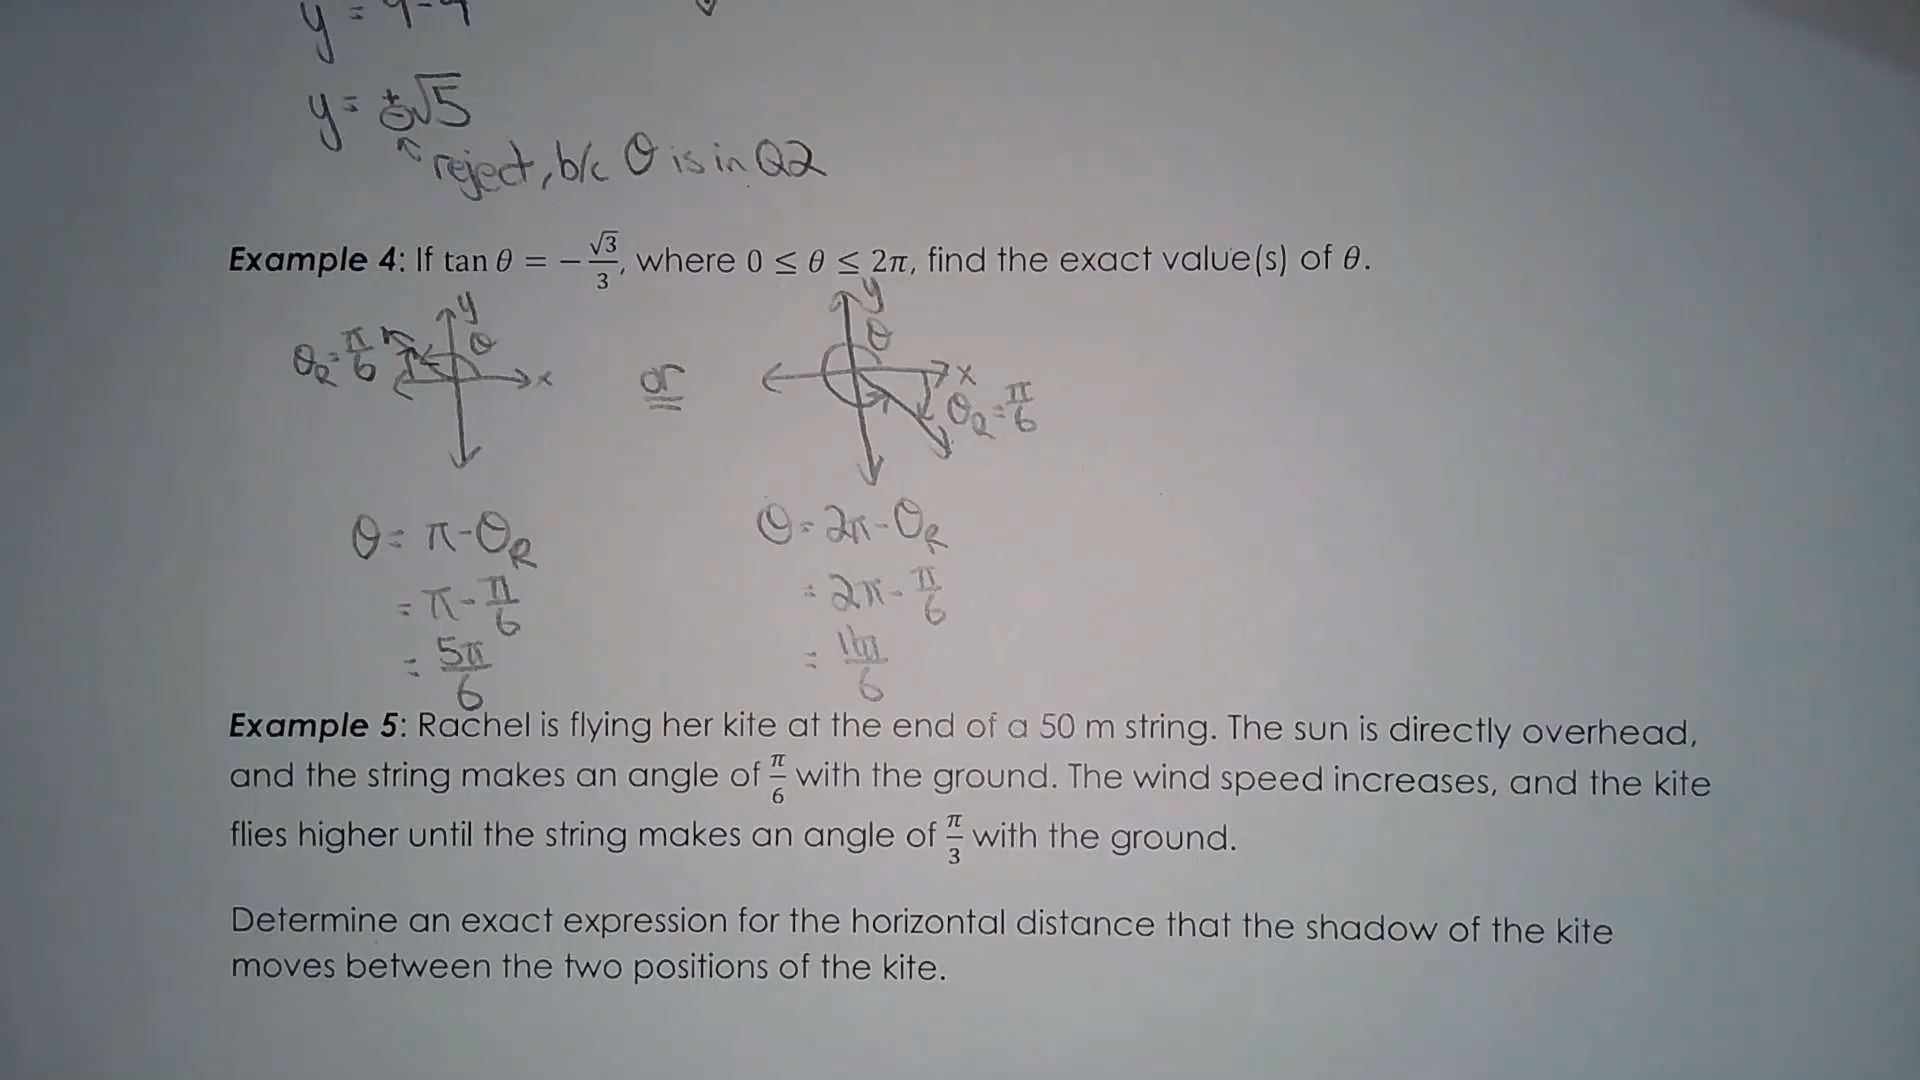 y = 9-4
y = ±√5
reject, b/c θ is in Q2
Example 4: If tan θ = −√3/3, where 0 ≤ θ ≤ 2π, find the exact value(s) of θ.
y
θ
x
θR = π/6
or
y
θ
x
θR = π/6
θ = π - θR
= π - π/6
= 5π/6
θ = 2π - θR
= 2π - π/6
= 11π/6
Example 5: Rachel is flying her kite at the end of a 50 m string. The sun is directly overhead,
and the string makes an angle of π/6 with the ground. The wind speed increases, and the kite
flies higher until the string makes an angle of π/3 with the ground.
Determine an exact expression for the horizontal distance that the shadow of the kite
moves between the two positions of the kite.